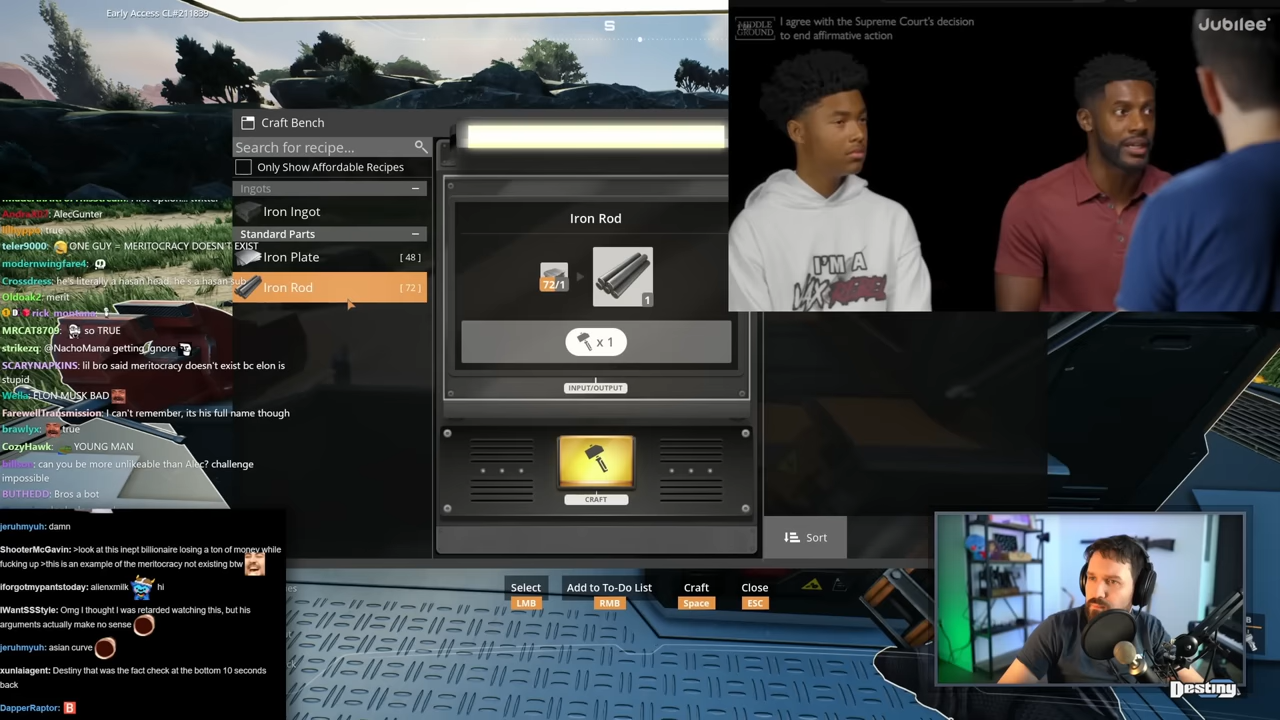 Early Access CL#211839
S
MIDDLE
GROUND
I agree with the Supreme Court's decision
to end affirmative action
Jubilee
Craft Bench
Search for recipe...
Only Show Affordable Recipes
Ingots
Iron Ingot
Standard Parts
Iron Plate
[ 48 ]
Iron Rod
[ 72 ]
Iron Rod
72/1
1
x 1
INPUT/OUTPUT
CRAFT
Sort
Select
LMB
Add to To-Do List
RMB
Craft
Space
Close
ESC
AlecGunter
true
teler9000: ONE GUY = MERITOCRACY DOESN'T EXIST
modernwingfare4:
Crossdress: he's literally a hasan head. he's a hasan sub
Oldoak2: merit
rick_montana:
MRCAT8709: so TRUE
strikezq: @NachoMama getting ignore
SCARYNAPKINS: lil bro said meritocracy doesn't exist bc elon is
stupid
Wella: ELON MUSK BAD
FarewellTransmission: I can't remember, its his full name though
brawlyx: true
CozyHawk: YOUNG MAN
can you be more unlikeable than Alec? challenge
impossible
BUTHEDD: Bros a bot
jeruhmyuh: damn
ShooterMcGavin: >look at this inept billionaire losing a ton of money while
fucking up >this is an example of the meritocracy not existing btw
iforgotmypantstoday: alienxmilk hi
IWantSSStyle: Omg I thought I was retarded watching this, but his
arguments actually make no sense
jeruhmyuh: asian curve
xunlaiagent: Destiny that was the fact check at the bottom 10 seconds
back
DapperRaptor: B
I'M A
REBEL
Destiny